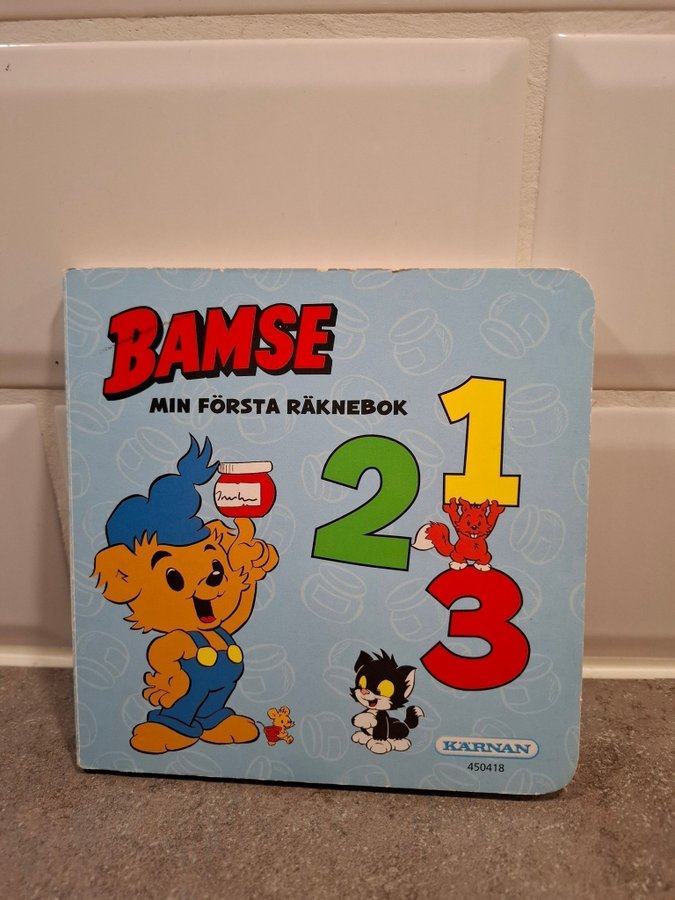 BAMSE
MIN FÖRSTA RÄKNEBOK
1
2
3
KÄRNAN
450418